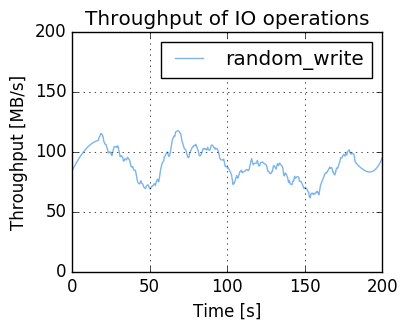 Throughput of IO operations
random_write
Throughput [MB/s]
200
150
100
50
0
0 50 100 150 200
Time [s]